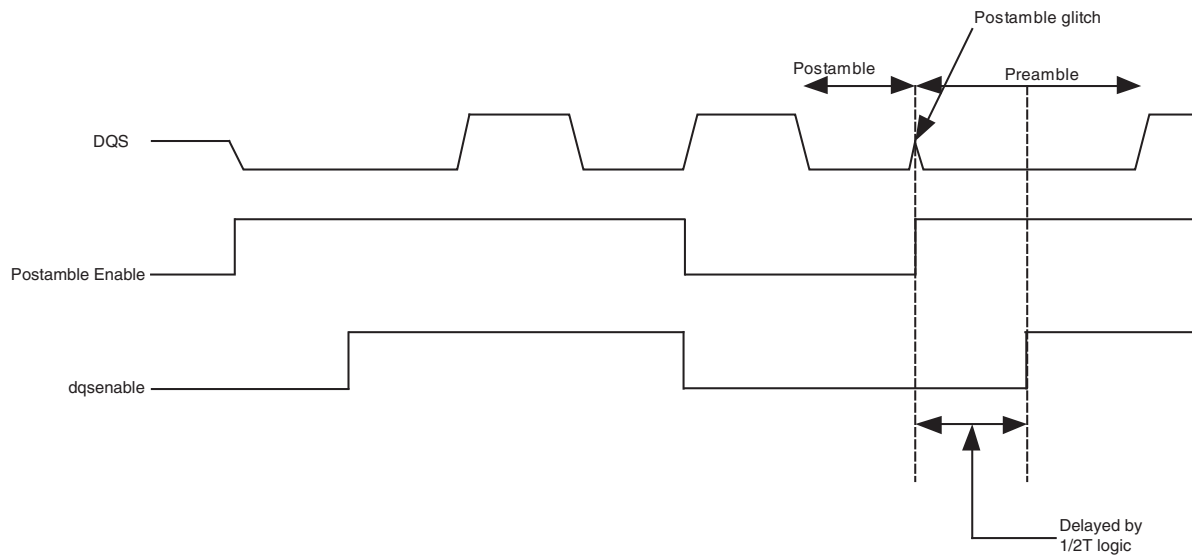 Postamble glitch
Postamble
Preamble
DQS
Postamble Enable
dqsenable
Delayed by
1/2T logic